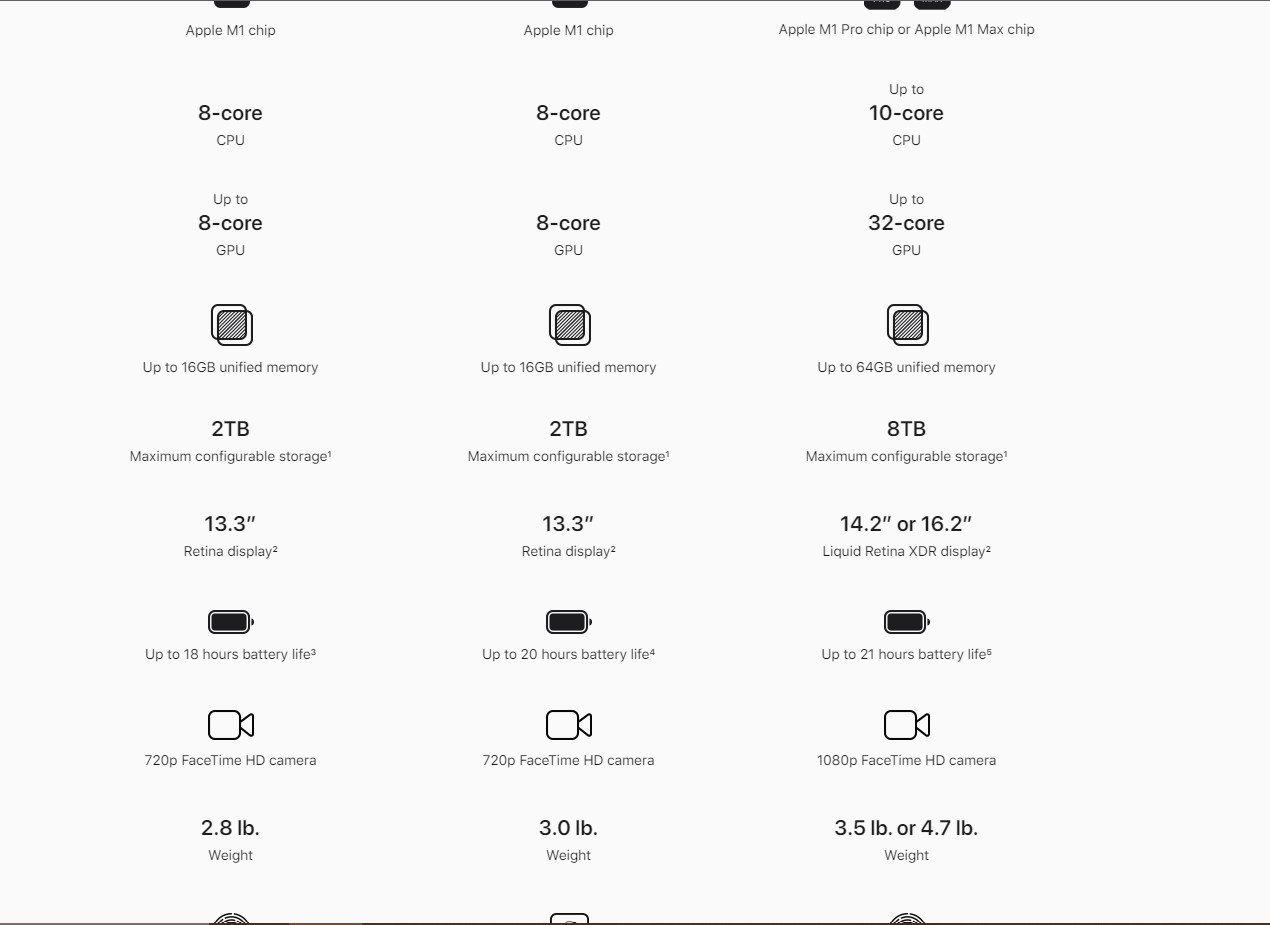 Apple M1 chip
Apple M1 chip
Apple M1 Pro chip or Apple M1 Max chip
8-core
CPU
8-core
CPU
Up to
10-core
CPU
Up to
8-core
GPU
8-core
GPU
Up to
32-core
GPU
Up to 16GB unified memory
Up to 16GB unified memory
Up to 64GB unified memory
2TB
Maximum configurable storage¹
2TB
Maximum configurable storage¹
8TB
Maximum configurable storage¹
13.3″
Retina display²
13.3″
Retina display²
14.2″ or 16.2″
Liquid Retina XDR display²
Up to 18 hours battery life³
Up to 20 hours battery life⁴
Up to 21 hours battery life⁵
720p FaceTime HD camera
720p FaceTime HD camera
1080p FaceTime HD camera
2.8 lb.
Weight
3.0 lb.
Weight
3.5 lb. or 4.7 lb.
Weight